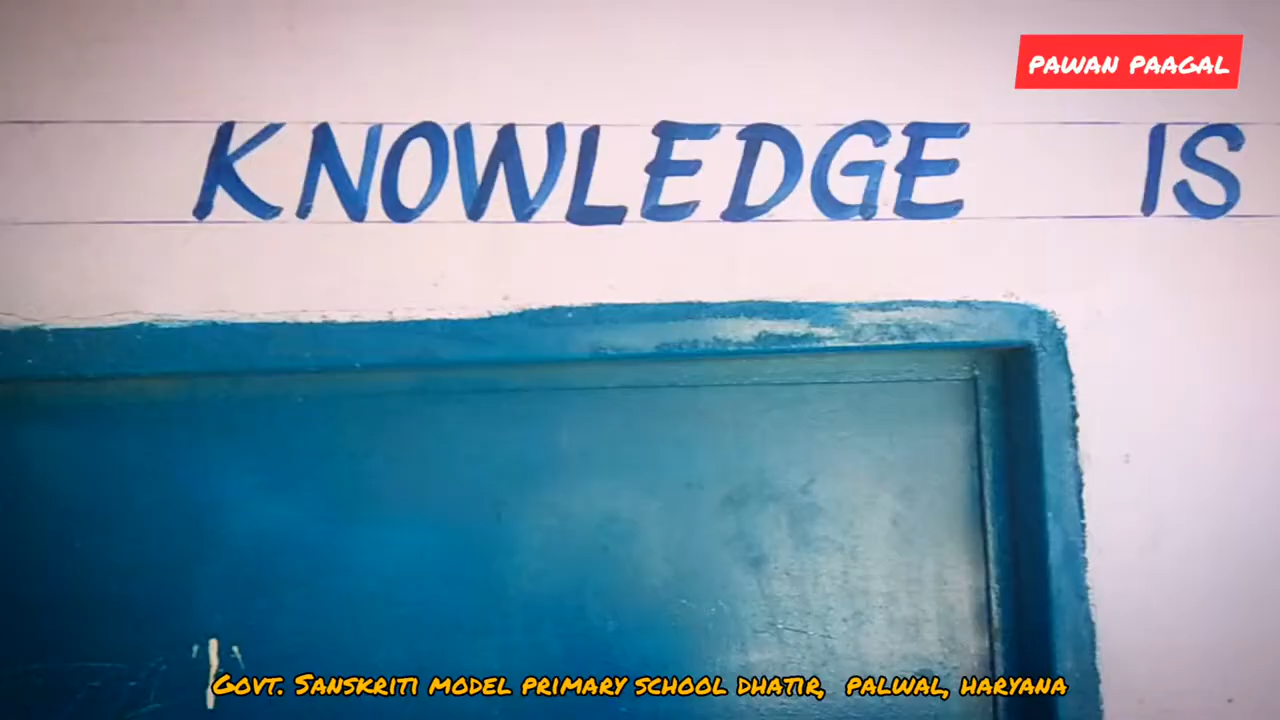 PAWAN PAAGAL
KNOWLEDGE IS
GOVT. SANSKRITI MODEL PRIMARY SCHOOL DHATIR, PALWAL, HARYANA